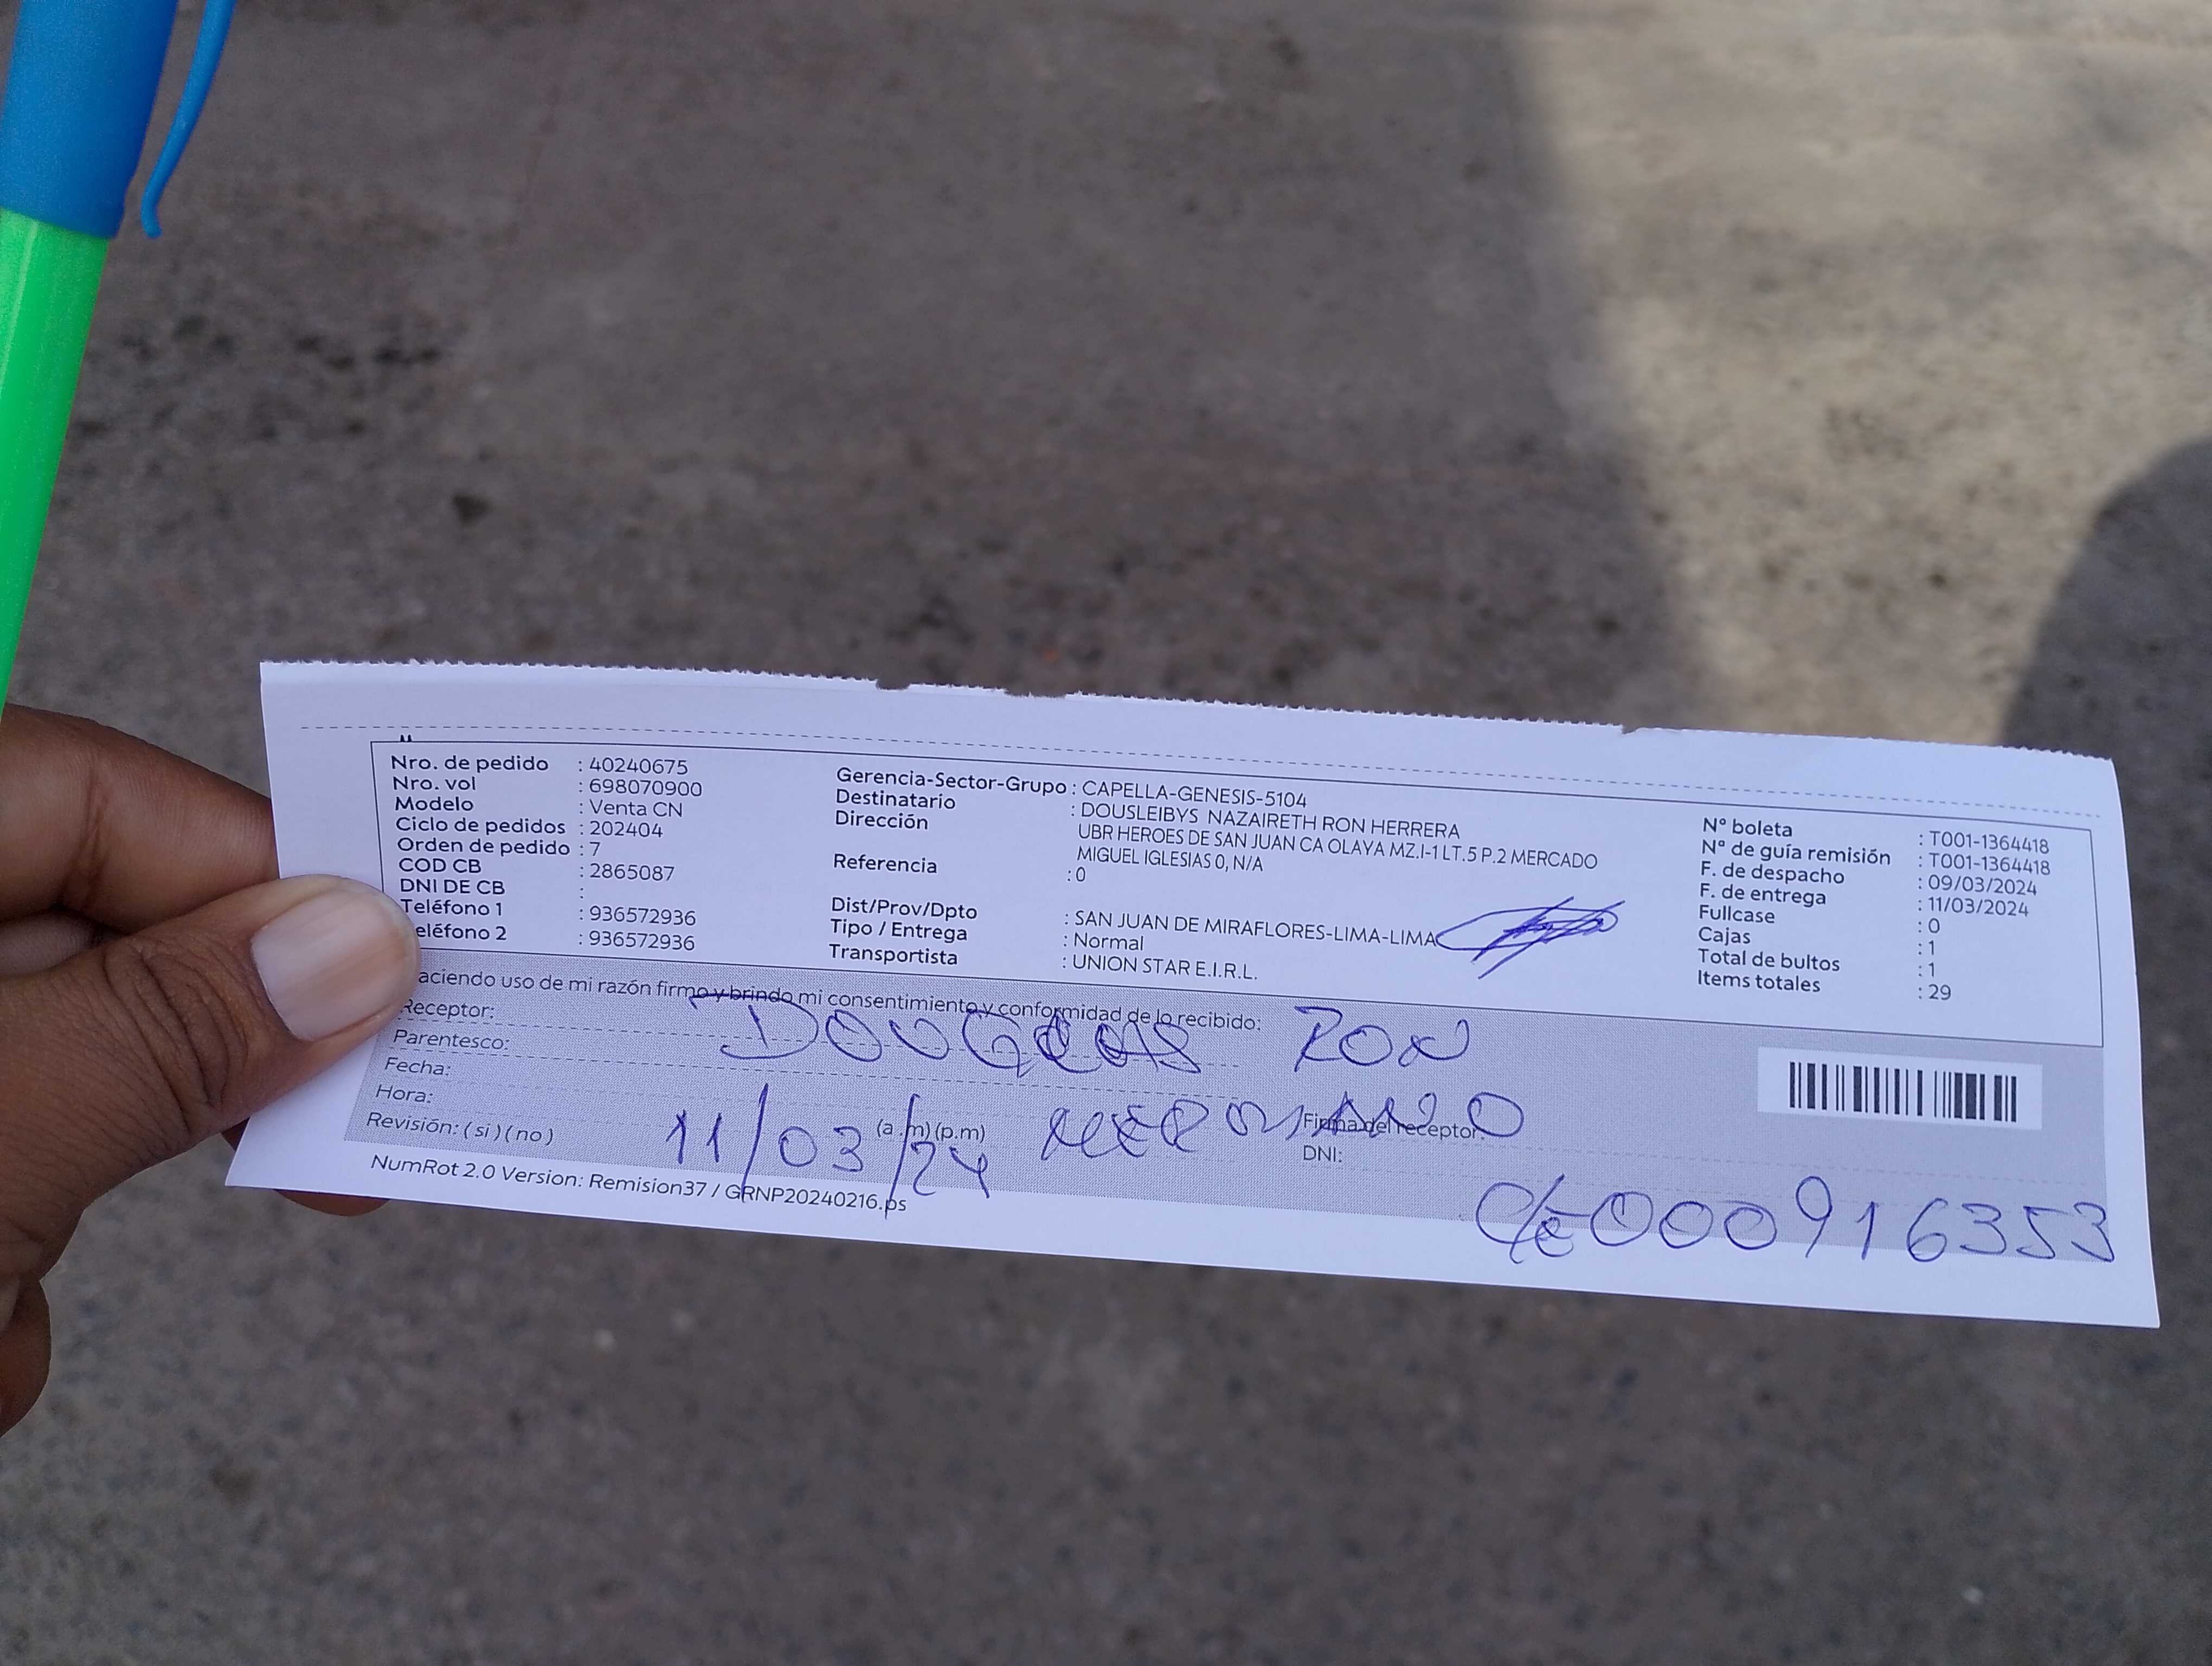 Nro. de pedido : 40240675
Nro. vol : 698070900
Modelo : Venta CN
Ciclo de pedidos : 202404
Orden de pedido : 7
COD CB : 2865087
DNI DE CB :
Teléfono 1 : 936572936
eléfono 2 : 936572936
Gerencia-Sector-Grupo : CAPELLA-GENESIS-5104
Destinatario : DOUSLEIBYS NAZAIRETH RON HERRERA
Dirección UBR HEROES DE SAN JUAN CA OLAYA MZ.I-1 LT.5 P.2 MERCADO
MIGUEL IGLESIAS 0, N/A
Referencia : 0
Dist/Prov/Dpto : SAN JUAN DE MIRAFLORES-LIMA-LIMA
Tipo / Entrega : Normal
Transportista : UNION STAR E.I.R.L.
N° boleta : T001-1364418
N° de guía remisión : T001-1364418
F. de despacho : 09/03/2024
F. de entrega : 11/03/2024
Fullcase : 0
Cajas : 1
Total de bultos : 1
Items totales : 29
aciendo uso de mi razón firmo y brindo mi consentimiento y conformidad de lo recibido:
Receptor: DOUGLAS RON
Parentesco:
Fecha: 11/03/24
Hora: (a .m) (p.m)
Revisión: ( si ) ( no )
Firma del receptor:
DNI:
C/E 000916353
NumRot 2.0 Version: Remision37 / GRNP20240216.ps